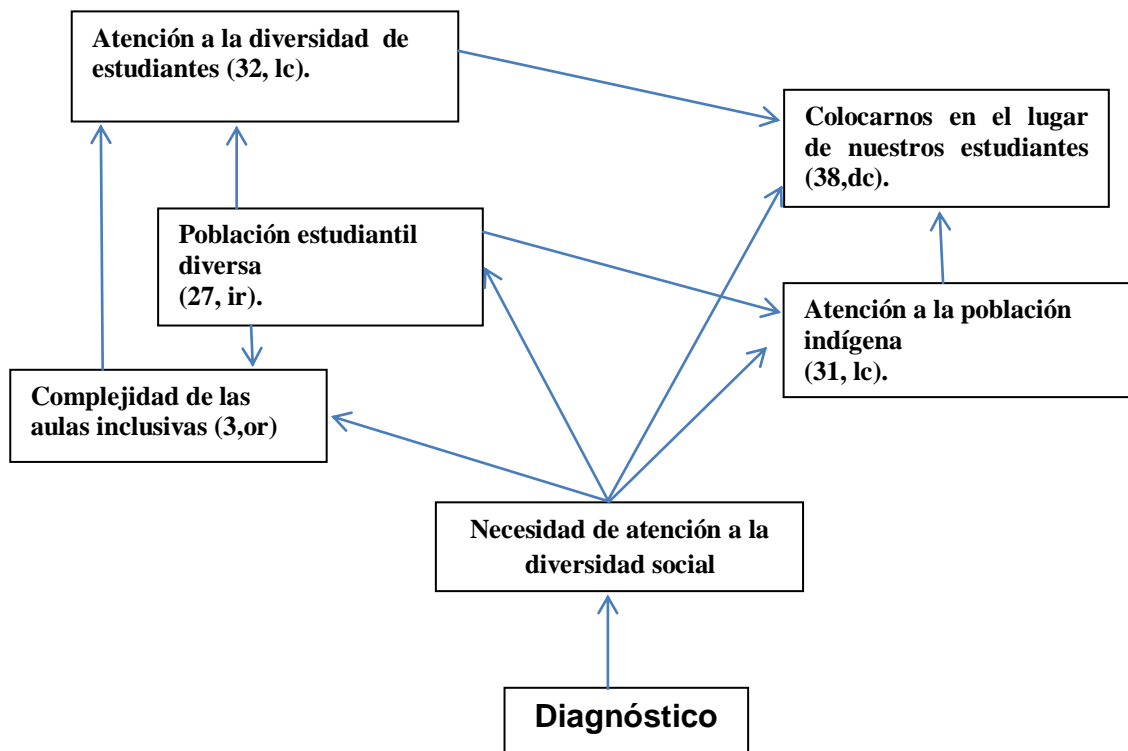 Atención a la diversidad de
estudiantes (32, lc).
Colocarnos en el lugar
de nuestros estudiantes
(38,dc).
Población estudiantil
diversa
(27, ir).
Atención a la población
indígena
(31, lc).
Complejidad de las
aulas inclusivas (3,or)
Necesidad de atención a la
diversidad social
Diagnóstico